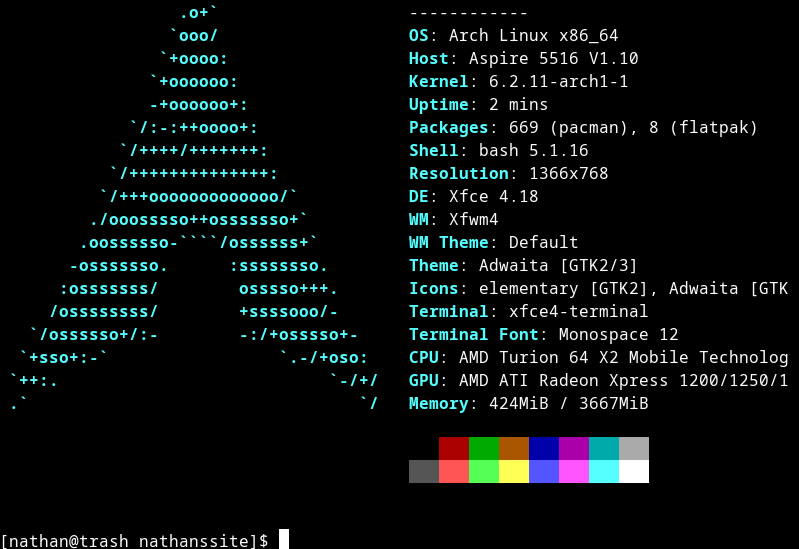 .o+`                   ------------
                 `ooo/                   OS: Arch Linux x86_64
                `+oooo:                  Host: Aspire 5516 V1.10
               `+oooooo:                 Kernel: 6.2.11-arch1-1
               -+oooooo+:                Uptime: 2 mins
             `/:-:++oooo+:               Packages: 669 (pacman), 8 (flatpak)
            `/++++/+++++++:              Shell: bash 5.1.16
           `/++++++++++++++:             Resolution: 1366x768
          `/+++ooooooooooooo/`           DE: Xfce 4.18
         ./ooosssso++osssssso+`          WM: Xfwm4
        .oossssso-````/ossssss+`         WM Theme: Default
       -osssssso.      :ssssssso.        Theme: Adwaita [GTK2/3]
      :osssssss/        osssso+++.       Icons: elementary [GTK2], Adwaita [GTK
     /ossssssss/        +ssssooo/-       Terminal: xfce4-terminal
   `/ossssso+/:-        -:/+osssso+-     Terminal Font: Monospace 12
  `+sso+:-`                 `.-/+oso:    CPU: AMD Turion 64 X2 Mobile Technolog
 `++:.                           `-/+/   GPU: AMD ATI Radeon Xpress 1200/1250/1
 .`                                 `/   Memory: 424MiB / 3667MiB
[nathan@trash nathanssite]$